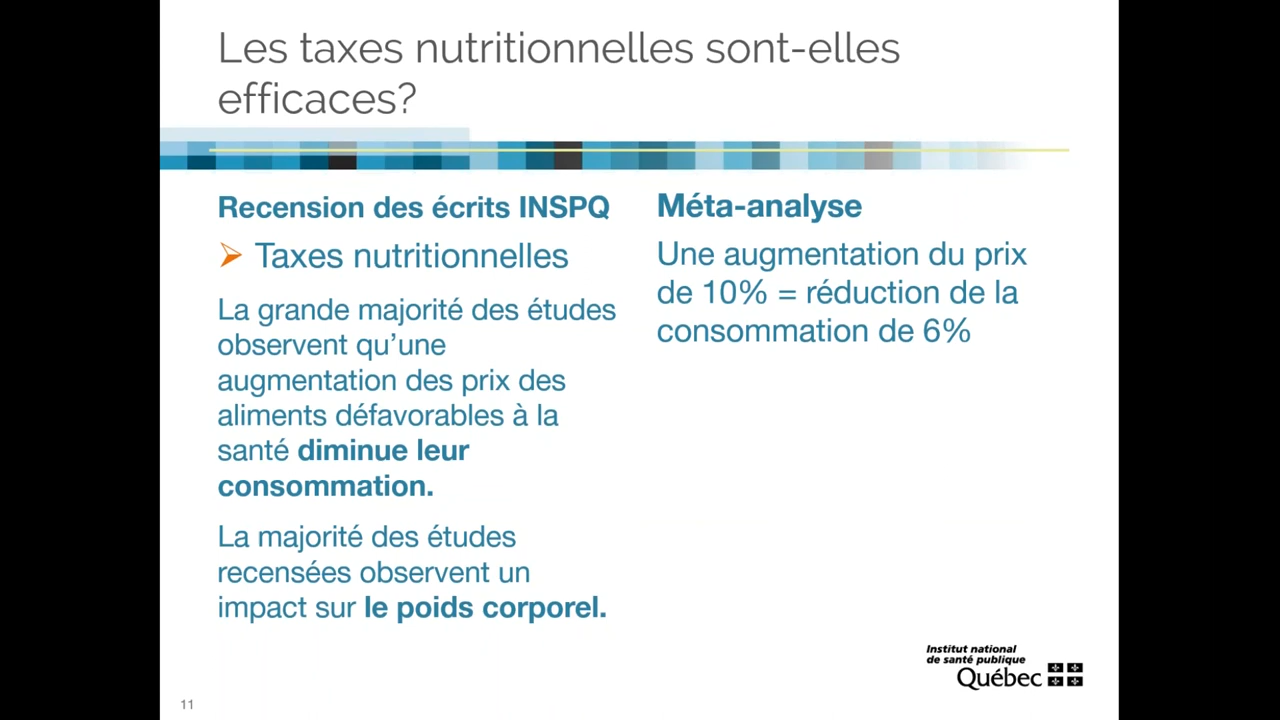 Les taxes nutritionnelles sont-elles
efficaces?
Recension des écrits INSPQ
Taxes nutritionnelles
La grande majorité des études
observent qu’une
augmentation des prix des
aliments défavorables à la
santé diminue leur
consommation.
La majorité des études
recensées observent un
impact sur le poids corporel.
Méta-analyse
Une augmentation du prix
de 10% = réduction de la
consommation de 6%
Institut national
de santé publique
Québec
11